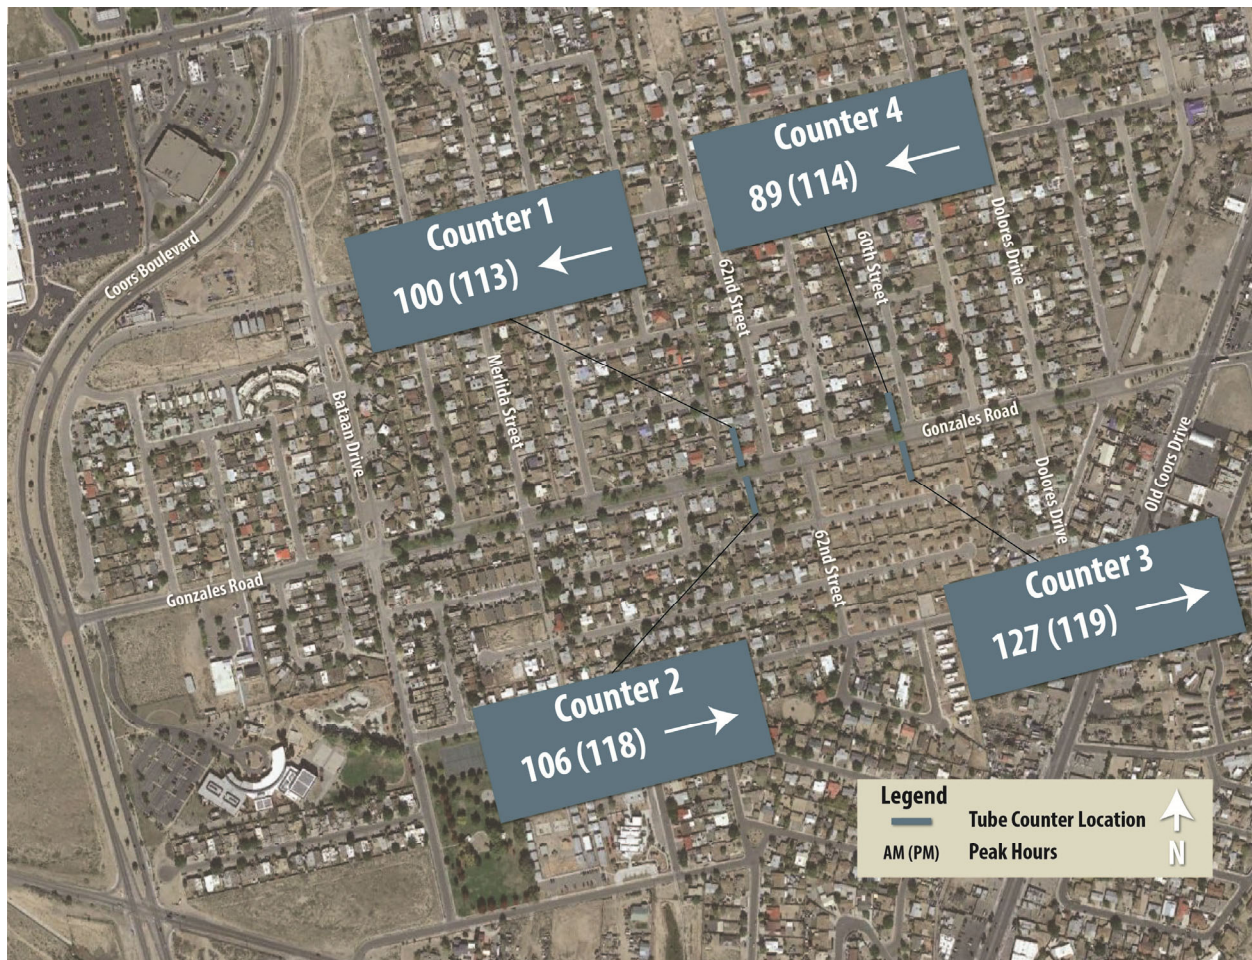 Counter 4
89 (114)
Counter 1
100 (113)
Coors Boulevard
62nd Street
60th Street
Dolores Drive
Merlida Street
Bataan Drive
Gonzales Road
Old Coors Drive
Dolores Drive
62nd Street
Gonzales Road
Counter 3
127 (119)
Counter 2
106 (118)
Legend
Tube Counter Location
AM (PM) Peak Hours
N